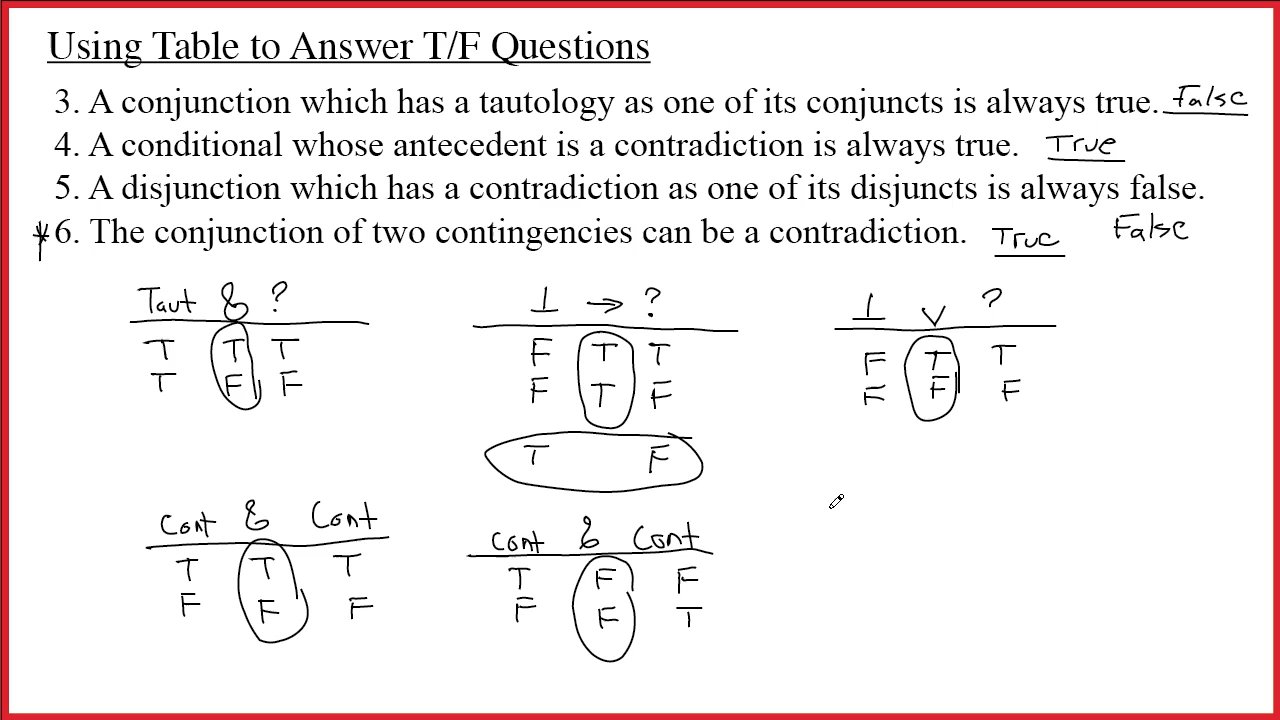 Using Table to Answer T/F Questions
3. A conjunction which has a tautology as one of its conjuncts is always true. False
4. A conditional whose antecedent is a contradiction is always true. True
5. A disjunction which has a contradiction as one of its disjuncts is always false.
*6. The conjunction of two contingencies can be a contradiction. True False
Taut & ?
T T T
T F F
⊥ → ?
F T T
F T F
T F
⊥ ∨ ?
F T T
F F F
Cont & Cont
T T T
F F F
Cont & Cont
T F F
F F T